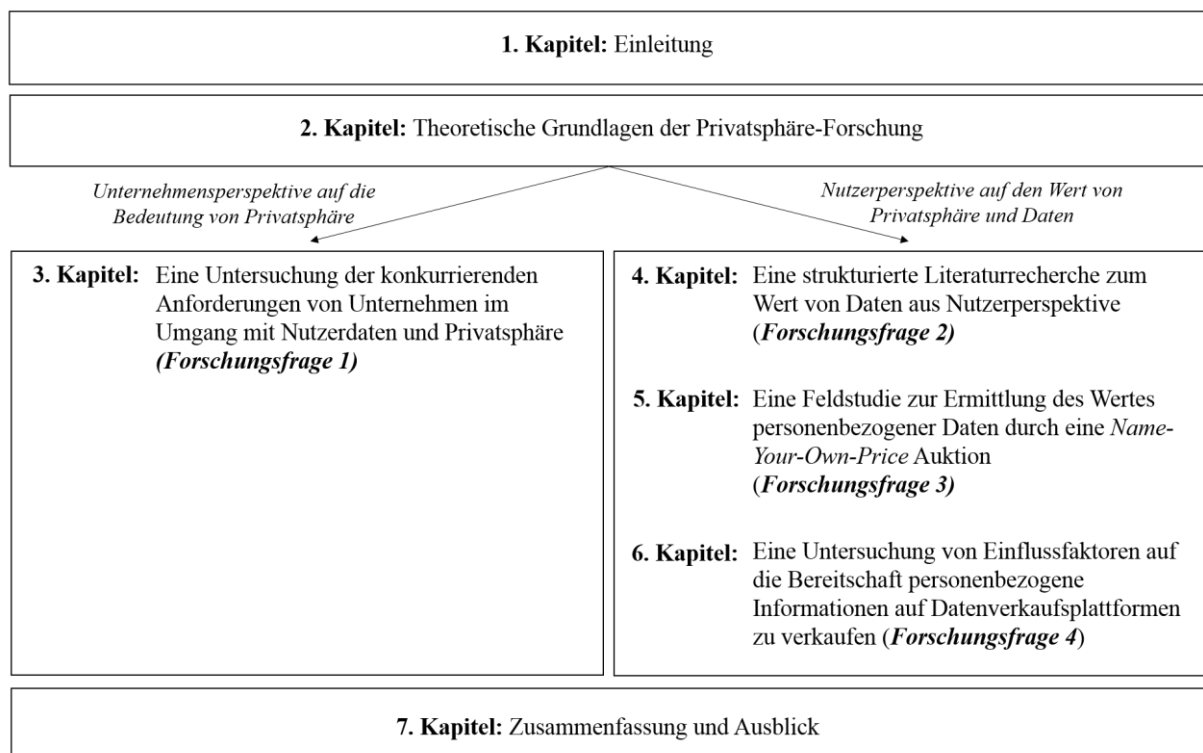 1. Kapitel: Einleitung
2. Kapitel: Theoretische Grundlagen der Privatsphäre-Forschung
Unternehmensperspektive auf die
Bedeutung von Privatsphäre
Nutzerperspektive auf den Wert von
Privatsphäre und Daten
3. Kapitel: Eine Untersuchung der konkurrierenden
Anforderungen von Unternehmen im
Umgang mit Nutzerdaten und Privatsphäre
(Forschungsfrage 1)
4. Kapitel: Eine strukturierte Literaturrecherche zum
Wert von Daten aus Nutzerperspektive
(Forschungsfrage 2)
5. Kapitel: Eine Feldstudie zur Ermittlung des Wertes
personenbezogener Daten durch eine Name-
Your-Own-Price Auktion
(Forschungsfrage 3)
6. Kapitel: Eine Untersuchung von Einflussfaktoren auf
die Bereitschaft personenbezogene
Informationen auf Datenverkaufsplattformen
zu verkaufen (Forschungsfrage 4)
7. Kapitel: Zusammenfassung und Ausblick